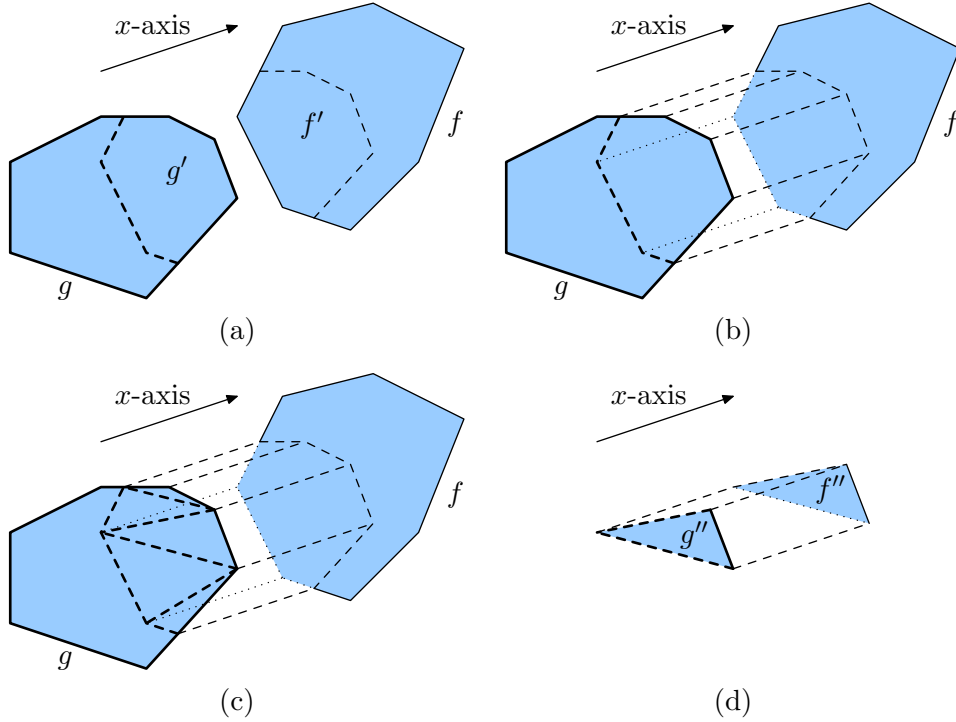 x-axis
f′
f
g′
g
(a)
x-axis
f
g
(b)
x-axis
f
g
(c)
x-axis
f″
g″
(d)